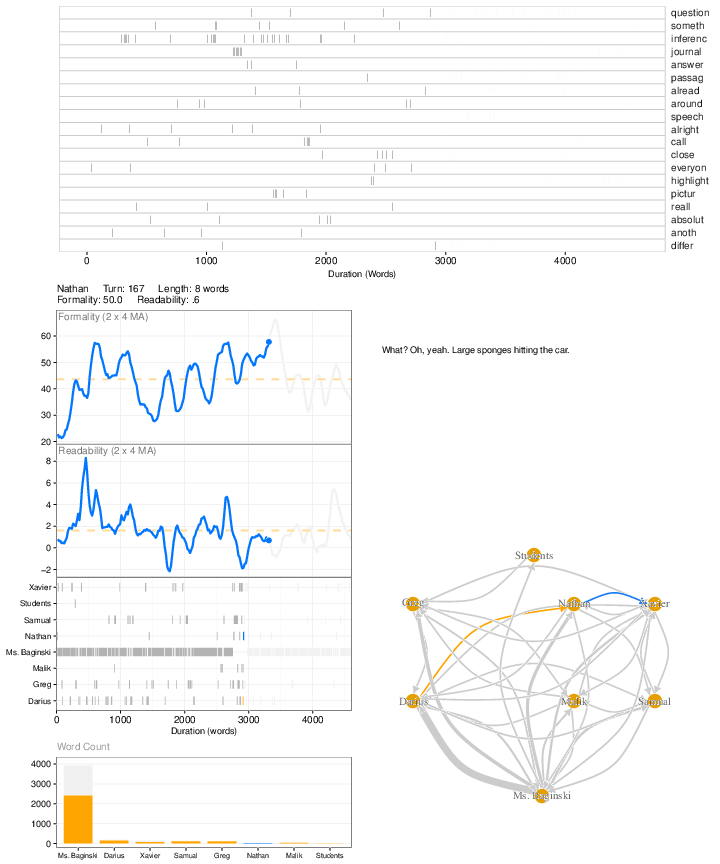 question
someth
inferenc
journal
answer
passag
alread
around
speech
alright
call
close
everyon
highlight
pictur
reall
absolut
anoth
differ
0 1000 2000 3000 4000
Duration (Words)
Nathan Turn: 167 Length: 8 words
Formality: 50.0 Readability: .6
Formality (2 x 4 MA)
60
50
40
30
20
What? Oh, yeah. Large sponges hitting the car.
Readability (2 x 4 MA)
8
6
4
2
0
−2
Xavier
Students
Samual
Nathan
Ms. Baginski
Malik
Greg
Darius
0 1000 2000 3000 4000
Duration (words)
Students
Greg Nathan Xavier
Darius Malik Samual
Ms. Baginski
Word Count
4000
3000
2000
1000
0
Ms. Baginski Darius Xavier Samual Greg Nathan Malik Students